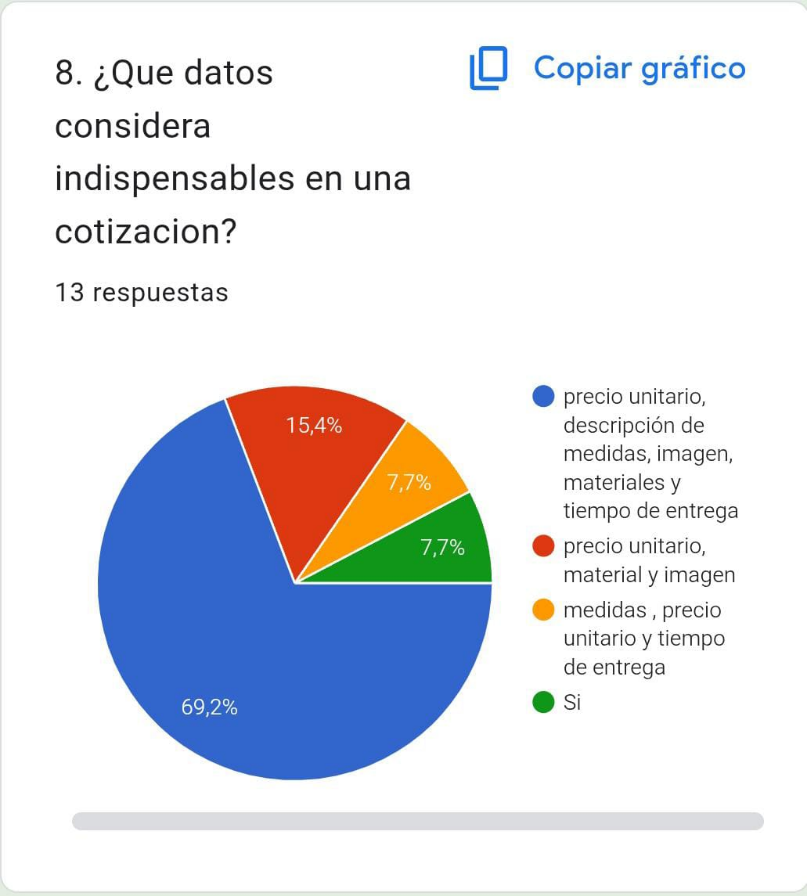 8. ¿Que datos
considera
indispensables en una
cotizacion?
Copiar gráfico
13 respuestas
15,4%
7,7%
7,7%
69,2%
precio unitario,
descripción de
medidas, imagen,
materiales y
tiempo de entrega
precio unitario,
material y imagen
medidas , precio
unitario y tiempo
de entrega
Si